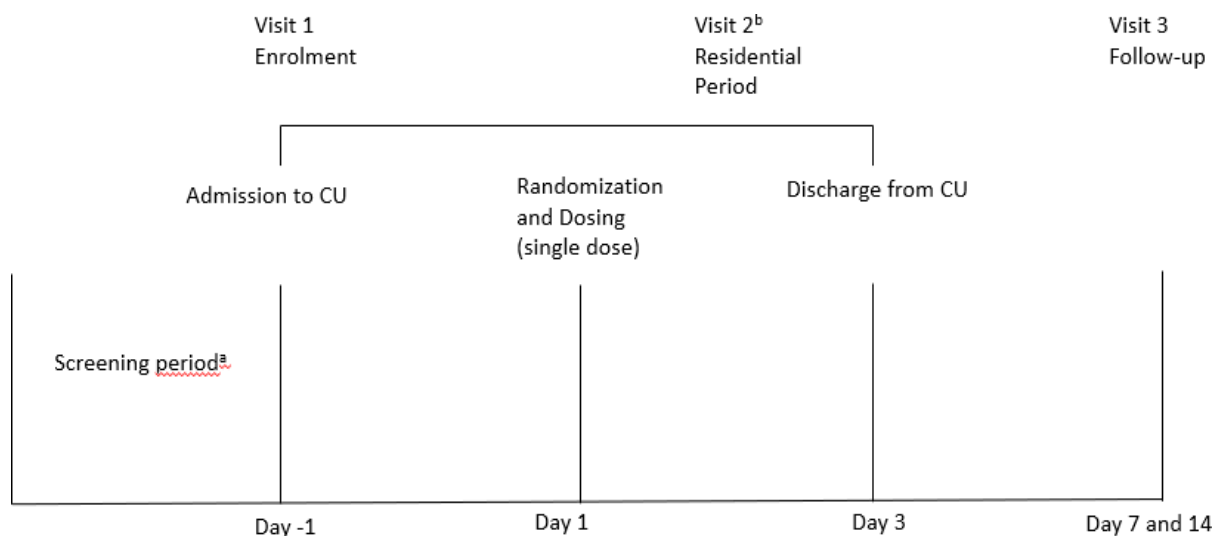 Visit 1
Enrolment
Visit 2ᵇ
Residential
Period
Visit 3
Follow-up
Admission to CU
Randomization
and Dosing
(single dose)
Discharge from CU
Screening periodᵃ
Day -1
Day 1
Day 3
Day 7 and 14